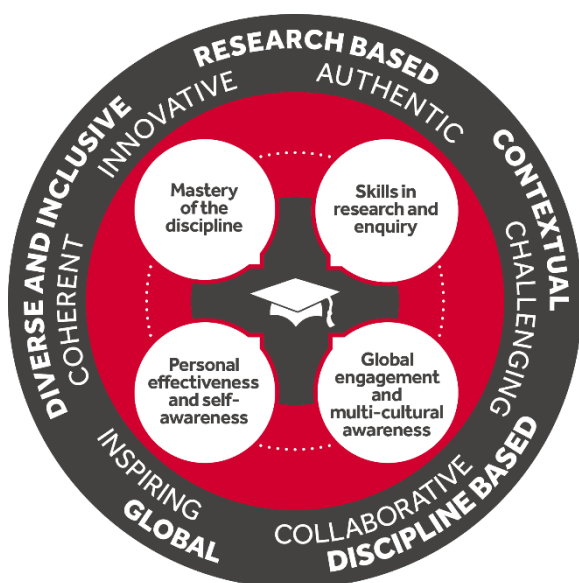 RESEARCH BASED
AUTHENTIC
CONTEXTUAL
CHALLENGING
DISCIPLINE BASED
COLLABORATIVE
GLOBAL
INSPIRING
DIVERSE AND INCLUSIVE
COHERENT
INNOVATIVE
Mastery
of the
discipline
Skills in
research and
enquiry
Personal
effectiveness
and self-
awareness
Global
engagement
and
multi-cultural
awareness